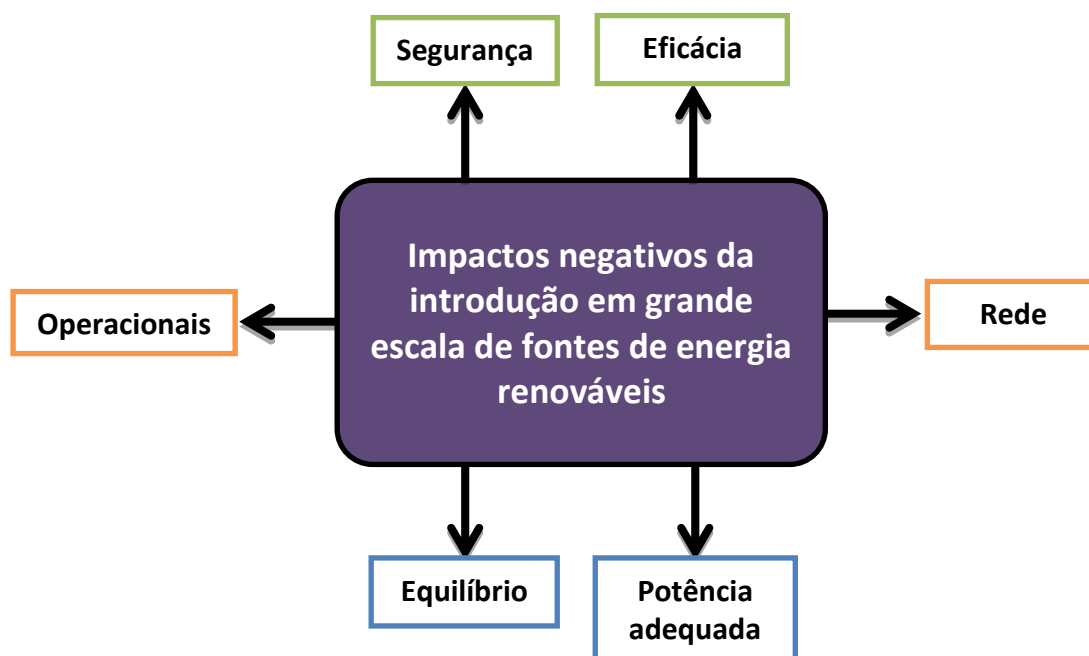 Segurança
Eficácia
Impactos negativos da
introdução em grande
escala de fontes de energia
renováveis
Operacionais
Rede
Equilíbrio
Potência
adequada